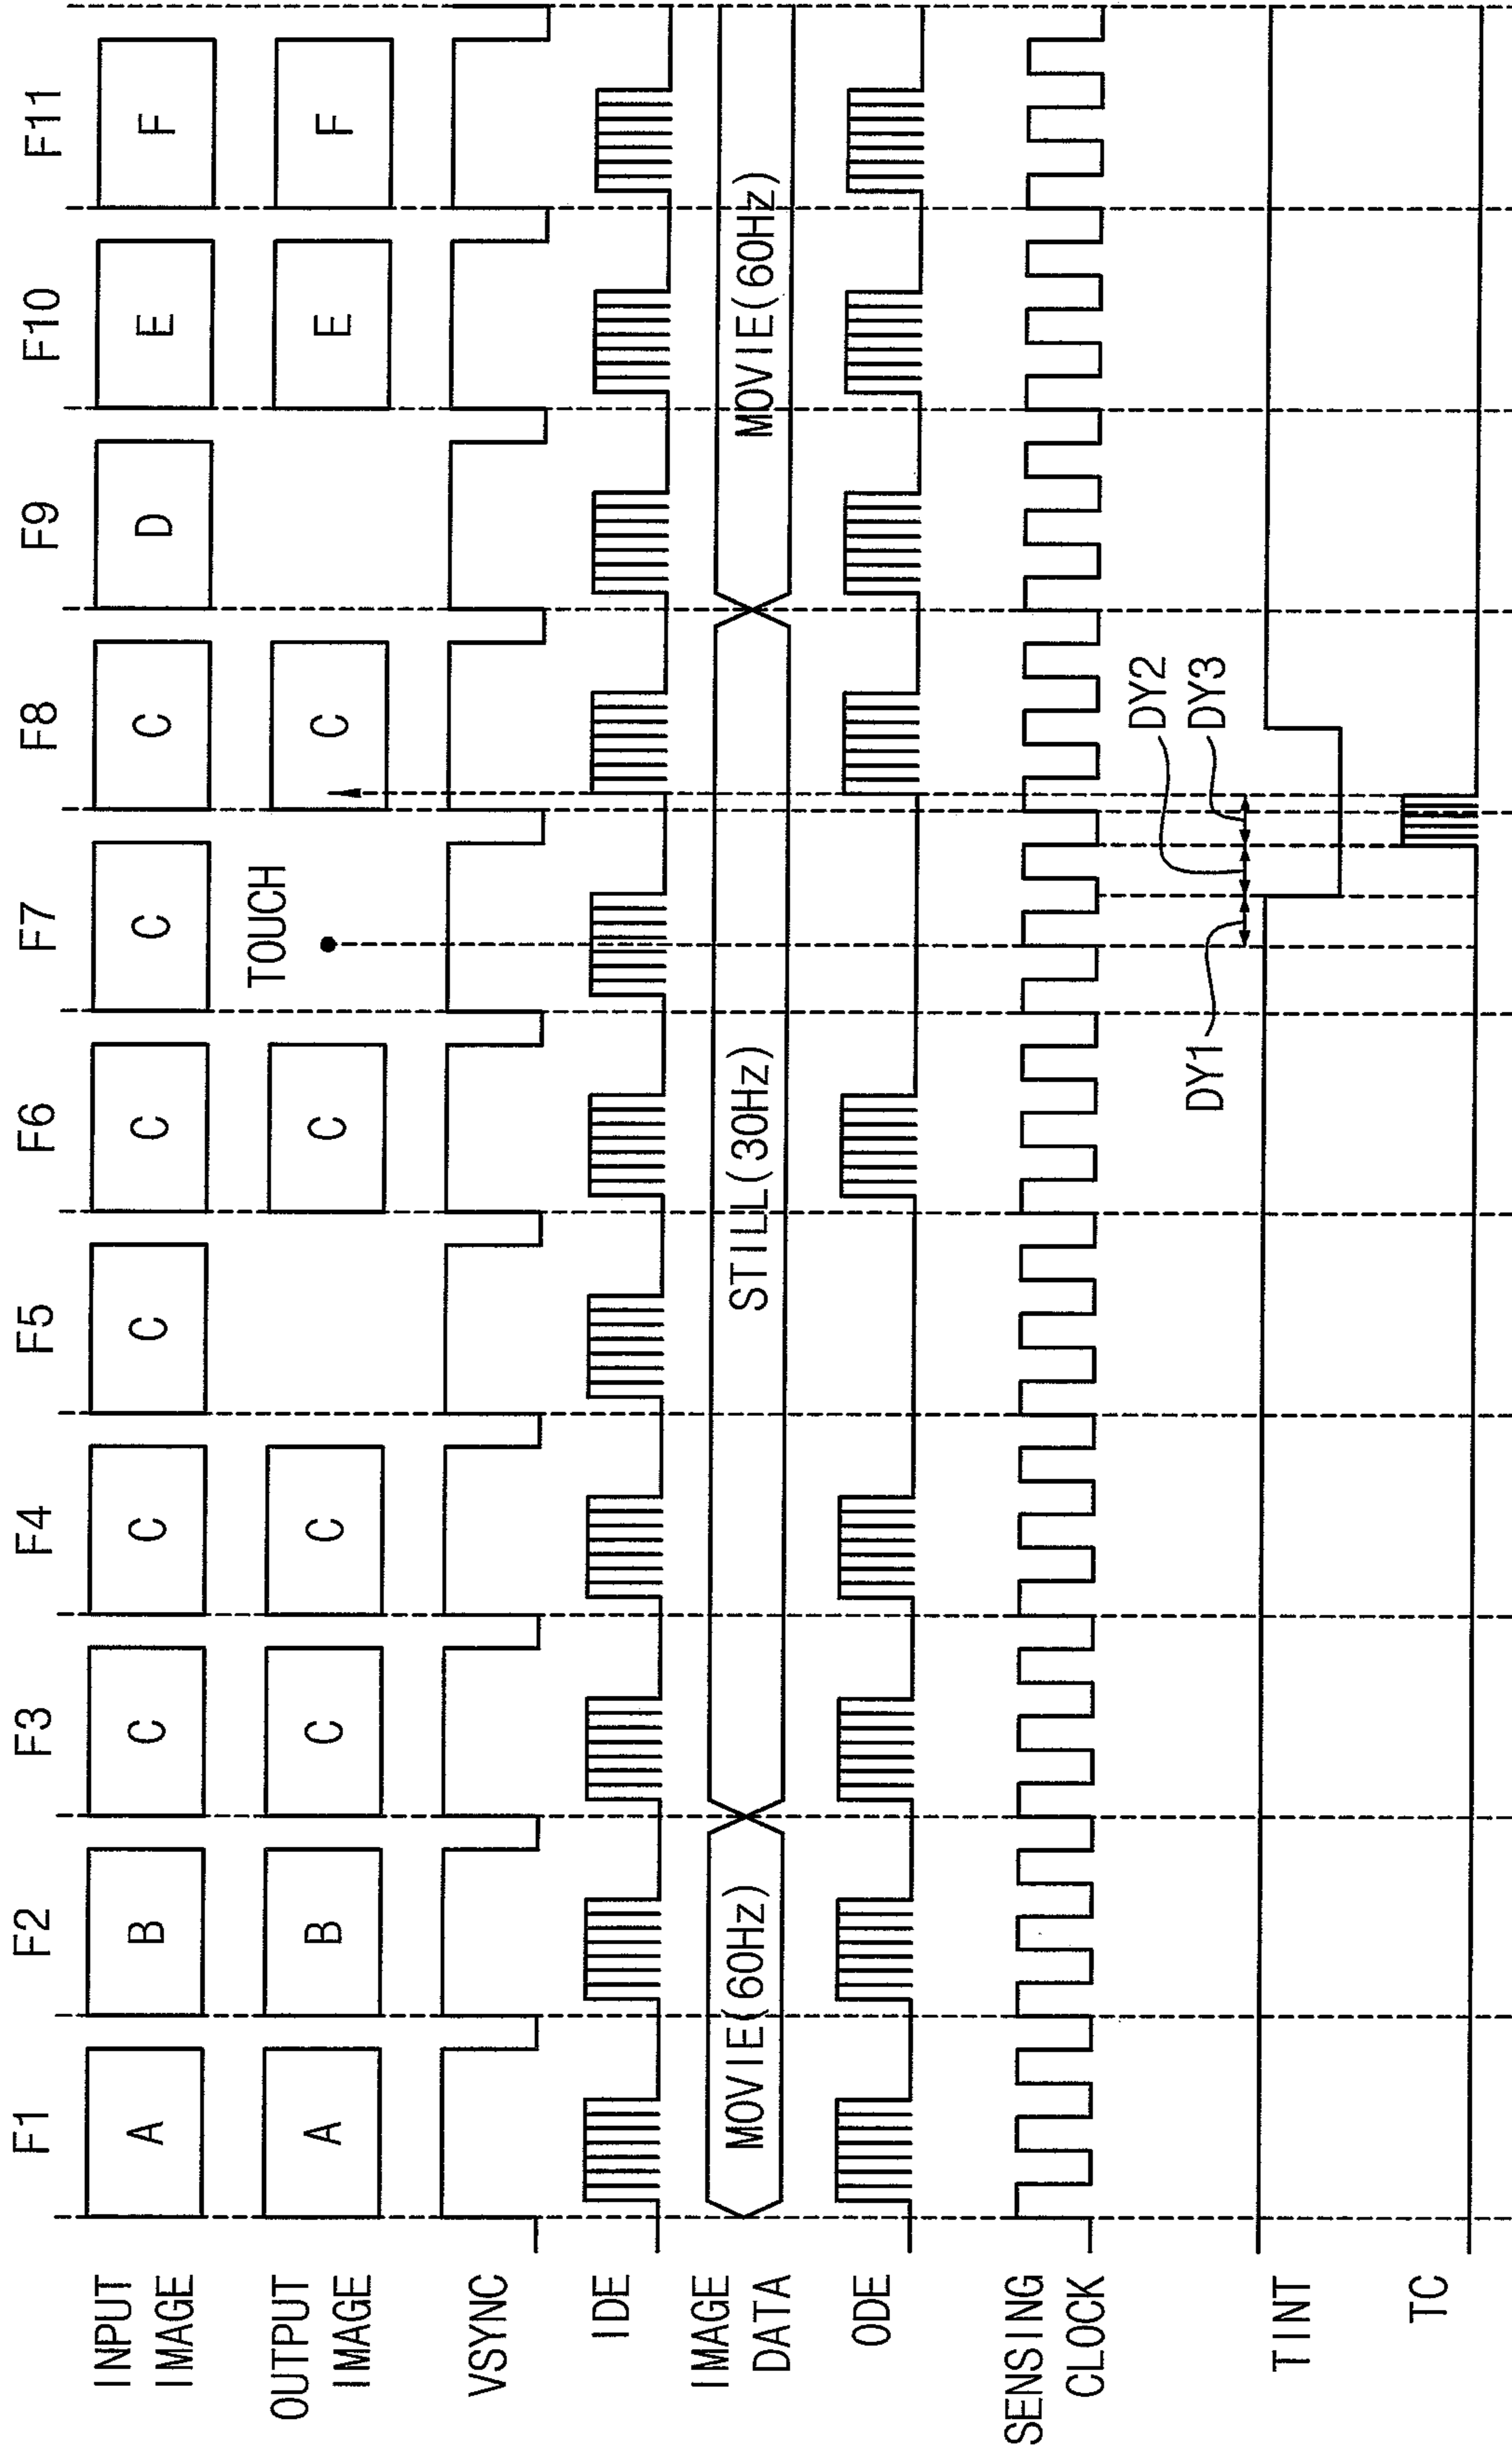 F1 F2 F3 F4 F5 F6 F7 F8 F9 F10 F11
INPUT
IMAGE
A B C C C C C C D E F
OUTPUT
IMAGE
A B C C C TOUCH C E F
VSYNC
IDE
IMAGE
DATA
MOVIE(60Hz) STILL(30Hz) MOVIE(60Hz)
ODE
SENSING
CLOCK
DY1 DY2
DY3
TINT
TC